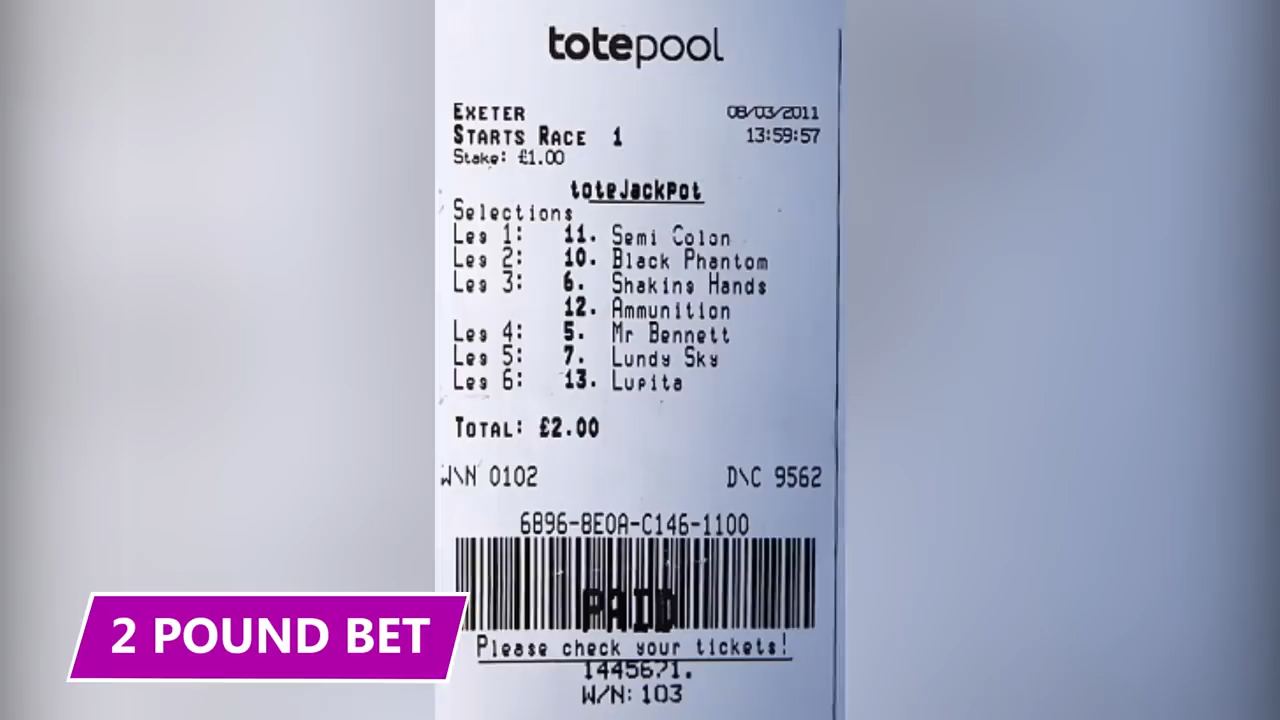 totepool
EXETER 08/03/2011
STARTS RACE 1 13:59:57
Stake: £1.00
toteJackPot
Selections
Leg 1: 11. Semi Colon
Leg 2: 10. Black Phantom
Leg 3: 6. Shaking Hands
12. Ammunition
Leg 4: 5. Mr Bennett
Leg 5: 7. Lundy Sky
Leg 6: 13. Lupita
TOTAL: £2.00
W\N 0102 D\C 9562
6896-8E0A-C146-1100
PAID
Please check your tickets!
1445671.
W/N: 103
2 POUND BET